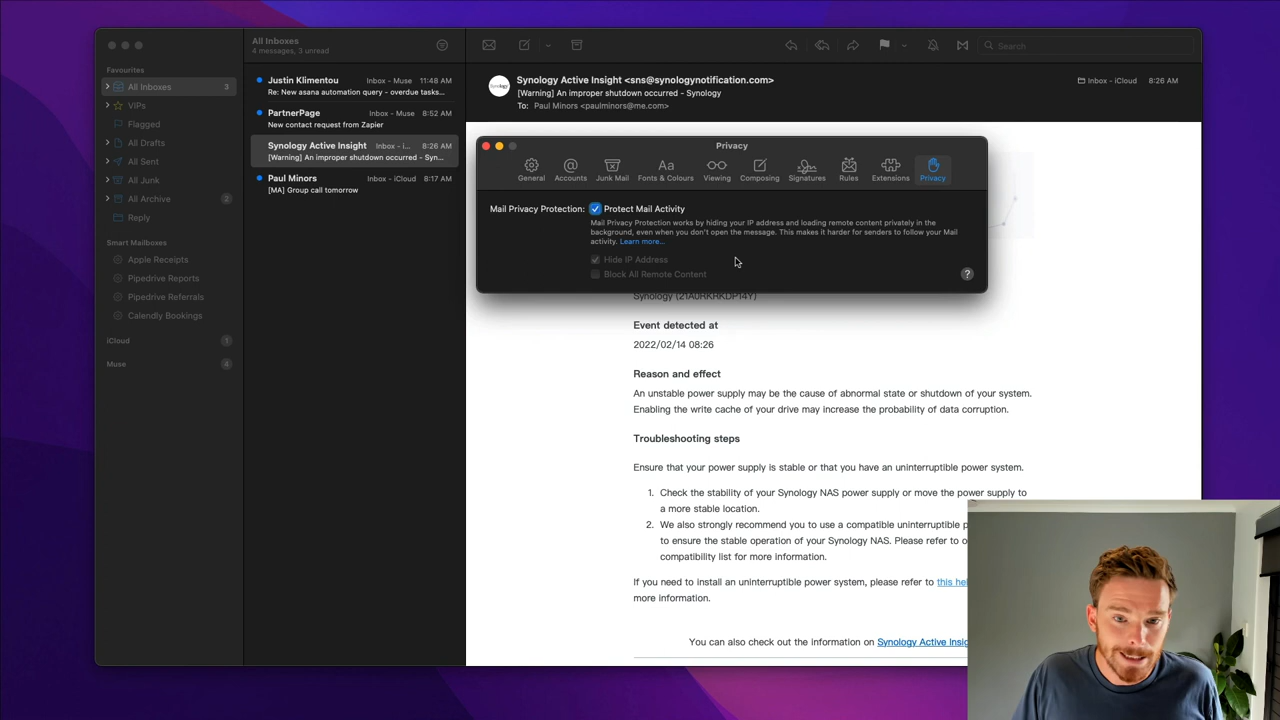 All Inboxes
4 messages, 3 unread
Search
Favourites
All Inboxes 3
VIPs
Flagged
All Drafts
All Sent
All Junk
All Archive 2
Reply
Smart Mailboxes
Apple Receipts
Pipedrive Reports
Pipedrive Referrals
Calendly Bookings
iCloud 1
Muse 4
Justin Klimentou Inbox - Muse 11:48 AM
Re: New asana automation query - overdue tasks...
PartnerPage Inbox - Muse 8:52 AM
New contact request from Zapier
Synology Active Insight Inbox - i... 8:26 AM
[Warning] An improper shutdown occurred - Syn...
Paul Minors Inbox - iCloud 8:17 AM
[MA] Group call tomorrow
Synology
Synology Active Insight <sns@synologynotification.com> Inbox - iCloud 8:26 AM
[Warning] An improper shutdown occurred - Synology
To: Paul Minors <paulminors@me.com>
Privacy
General Accounts Junk Mail Fonts & Colours Viewing Composing Signatures Rules Extensions Privacy
Mail Privacy Protection: Protect Mail Activity
Mail Privacy Protection works by hiding your IP address and loading remote content privately in the
background, even when you don't open the message. This makes it harder for senders to follow your Mail
activity. Learn more...
Hide IP Address
Block All Remote Content
?
Synology
Event detected at
2022/02/14 08:26
Reason and effect
An unstable power supply may be the cause of abnormal state or shutdown of your system.
Enabling the write cache of your drive may increase the probability of data corruption.
Troubleshooting steps
Ensure that your power supply is stable or that you have an uninterruptible power system.
1. Check the stability of your Synology NAS power supply or move the power supply to
a more stable location.
2. We also strongly recommend you to use a compatible uninterruptible
to ensure the stable operation of your Synology NAS. Please refer to
compatibility list for more information.
If you need to install an uninterruptible power system, please refer to this
more information.
You can also check out the information on Synology Active